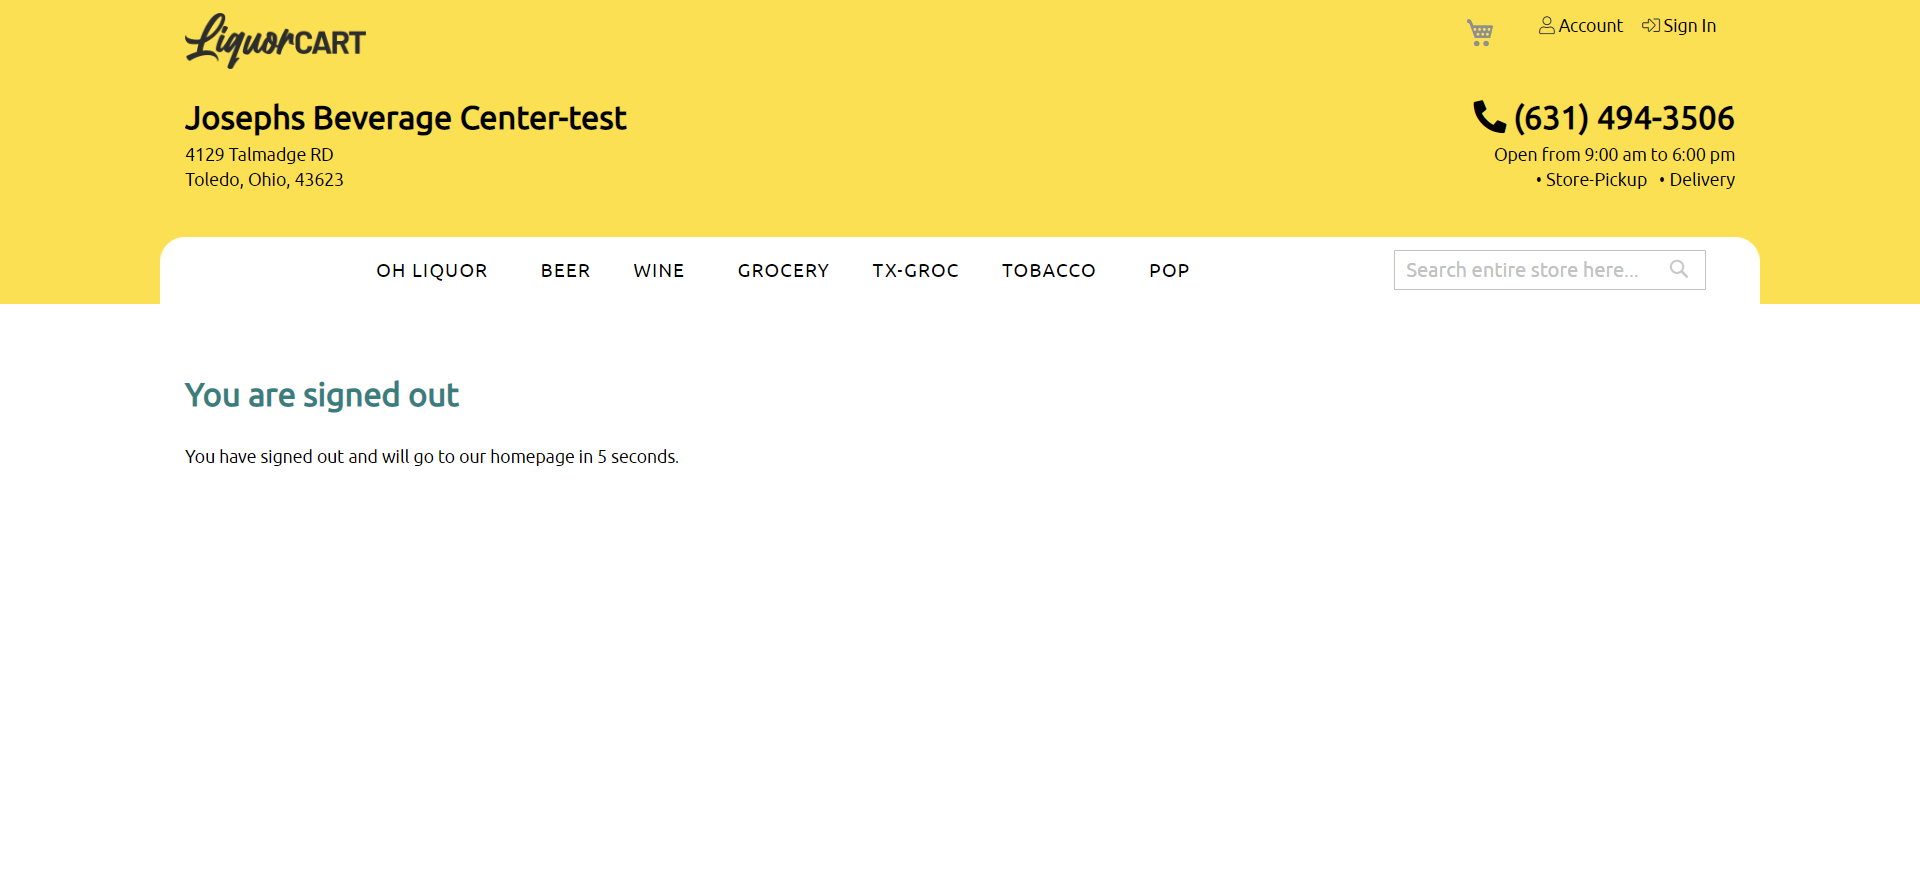 LiquorCART
Account Sign In
Josephs Beverage Center-test
(631) 494-3506
4129 Talmadge RD
Open from 9:00 am to 6:00 pm
Toledo, Ohio, 43623
• Store-Pickup • Delivery
OH LIQUOR BEER WINE GROCERY TX-GROC TOBACCO POP
Search entire store here...
You are signed out
You have signed out and will go to our homepage in 5 seconds.